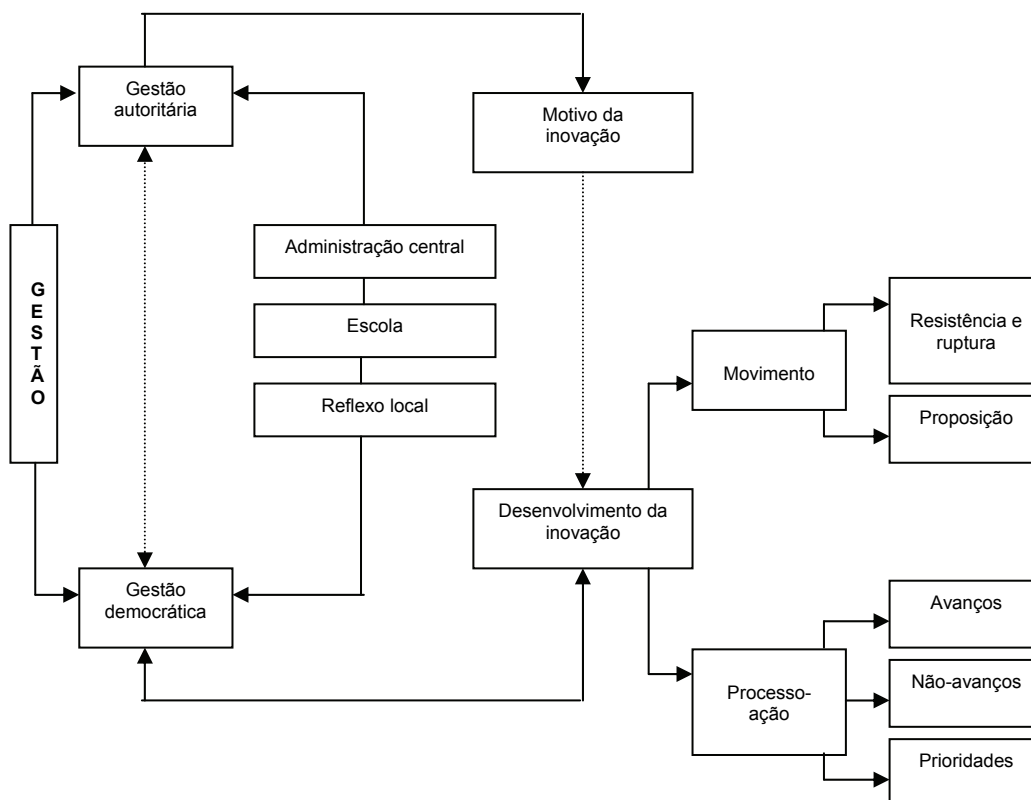 Gestão
autoritária
Motivo da
inovação
GESTÃO
Administração central
Escola
Reflexo local
Resistência e
ruptura
Movimento
Proposição
Desenvolvimento da
inovação
Gestão
democrática
Avanços
Processo-
ação
Não-avanços
Prioridades